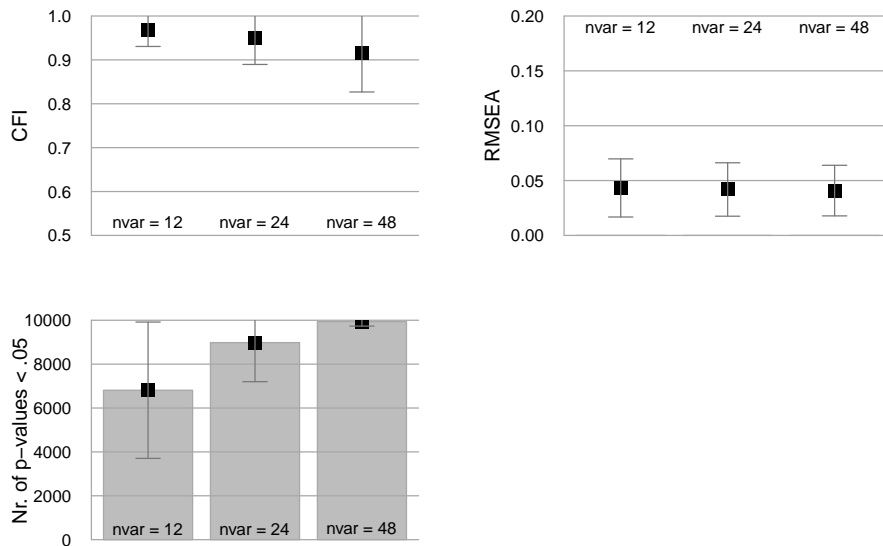 CFI
1.0
0.9
0.8
0.7
0.6
0.5
nvar = 12
nvar = 24
nvar = 48
RMSEA
0.20
0.15
0.10
0.05
0.00
nvar = 12
nvar = 24
nvar = 48
Nr. of p−values < .05
10000
8000
6000
4000
2000
0
nvar = 12
nvar = 24
nvar = 48